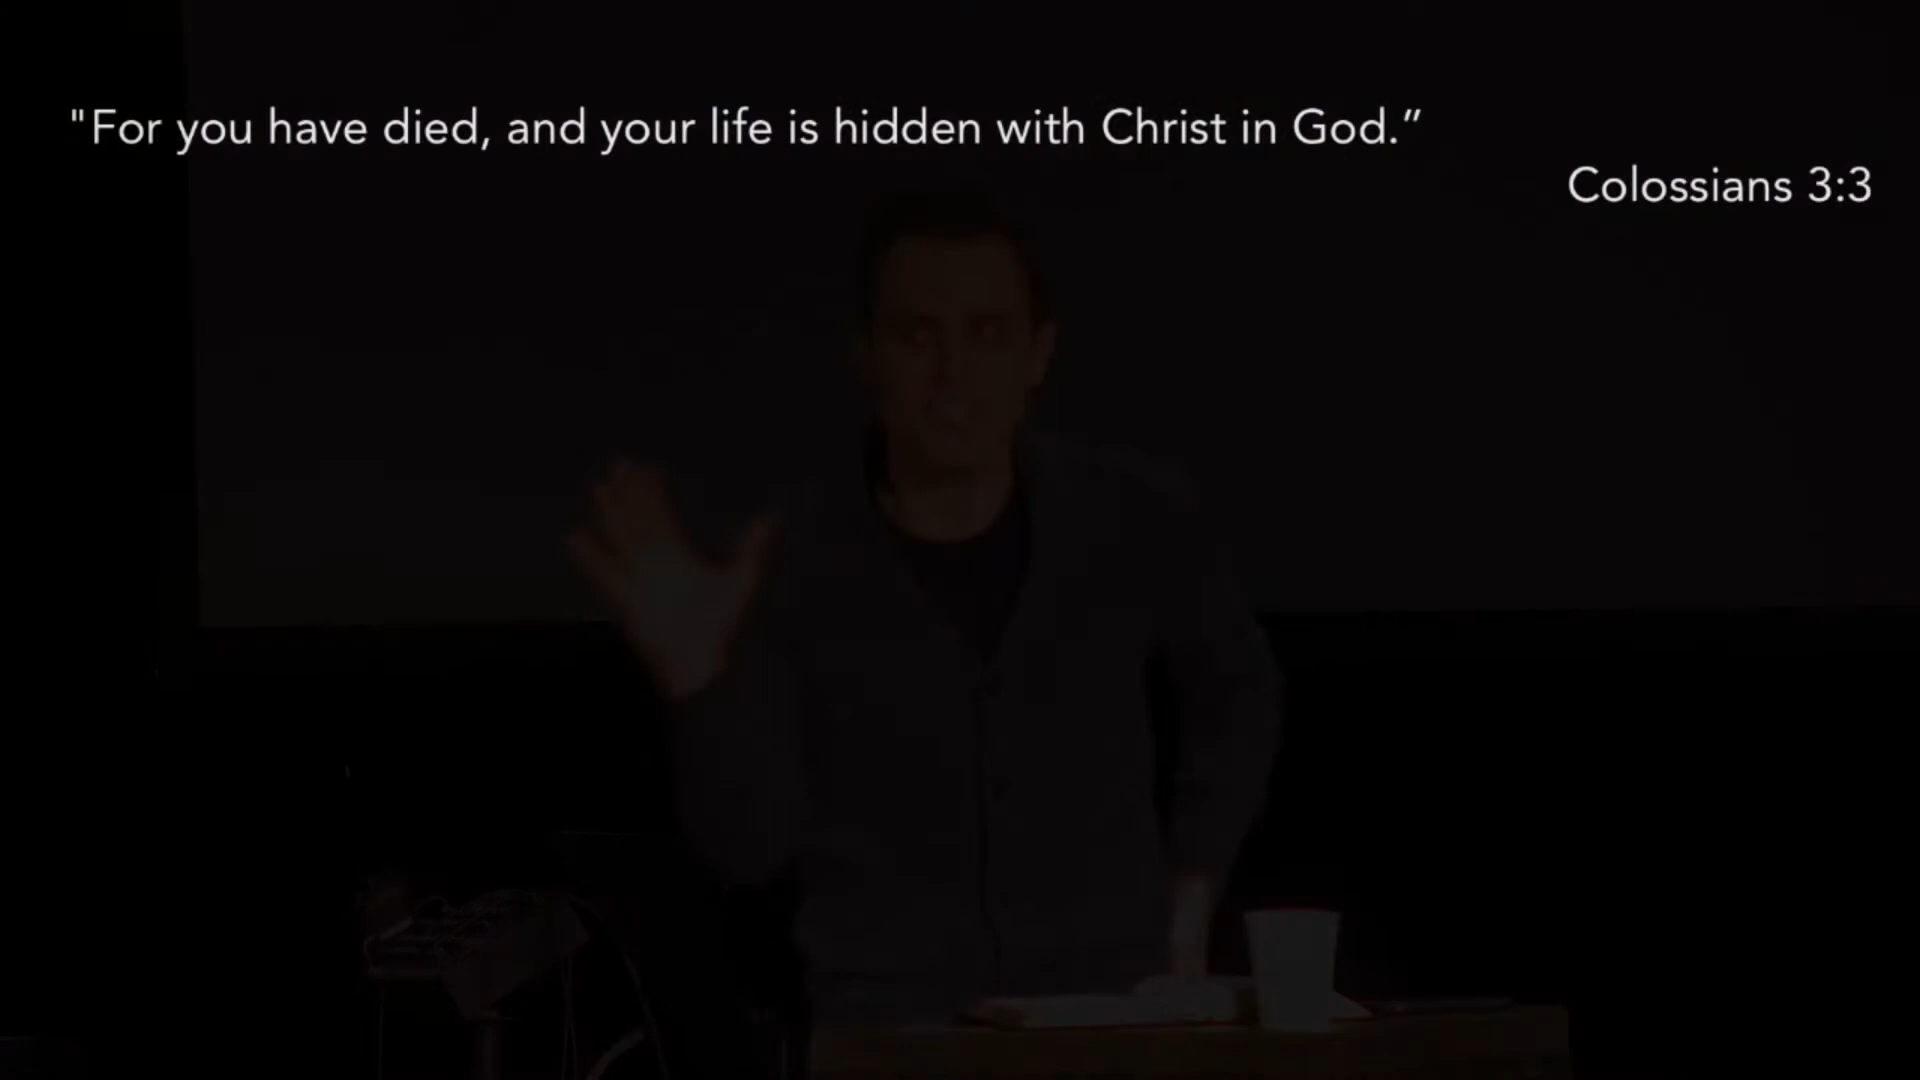 "For you have died, and your life is hidden with Christ in God.”
Colossians 3:3